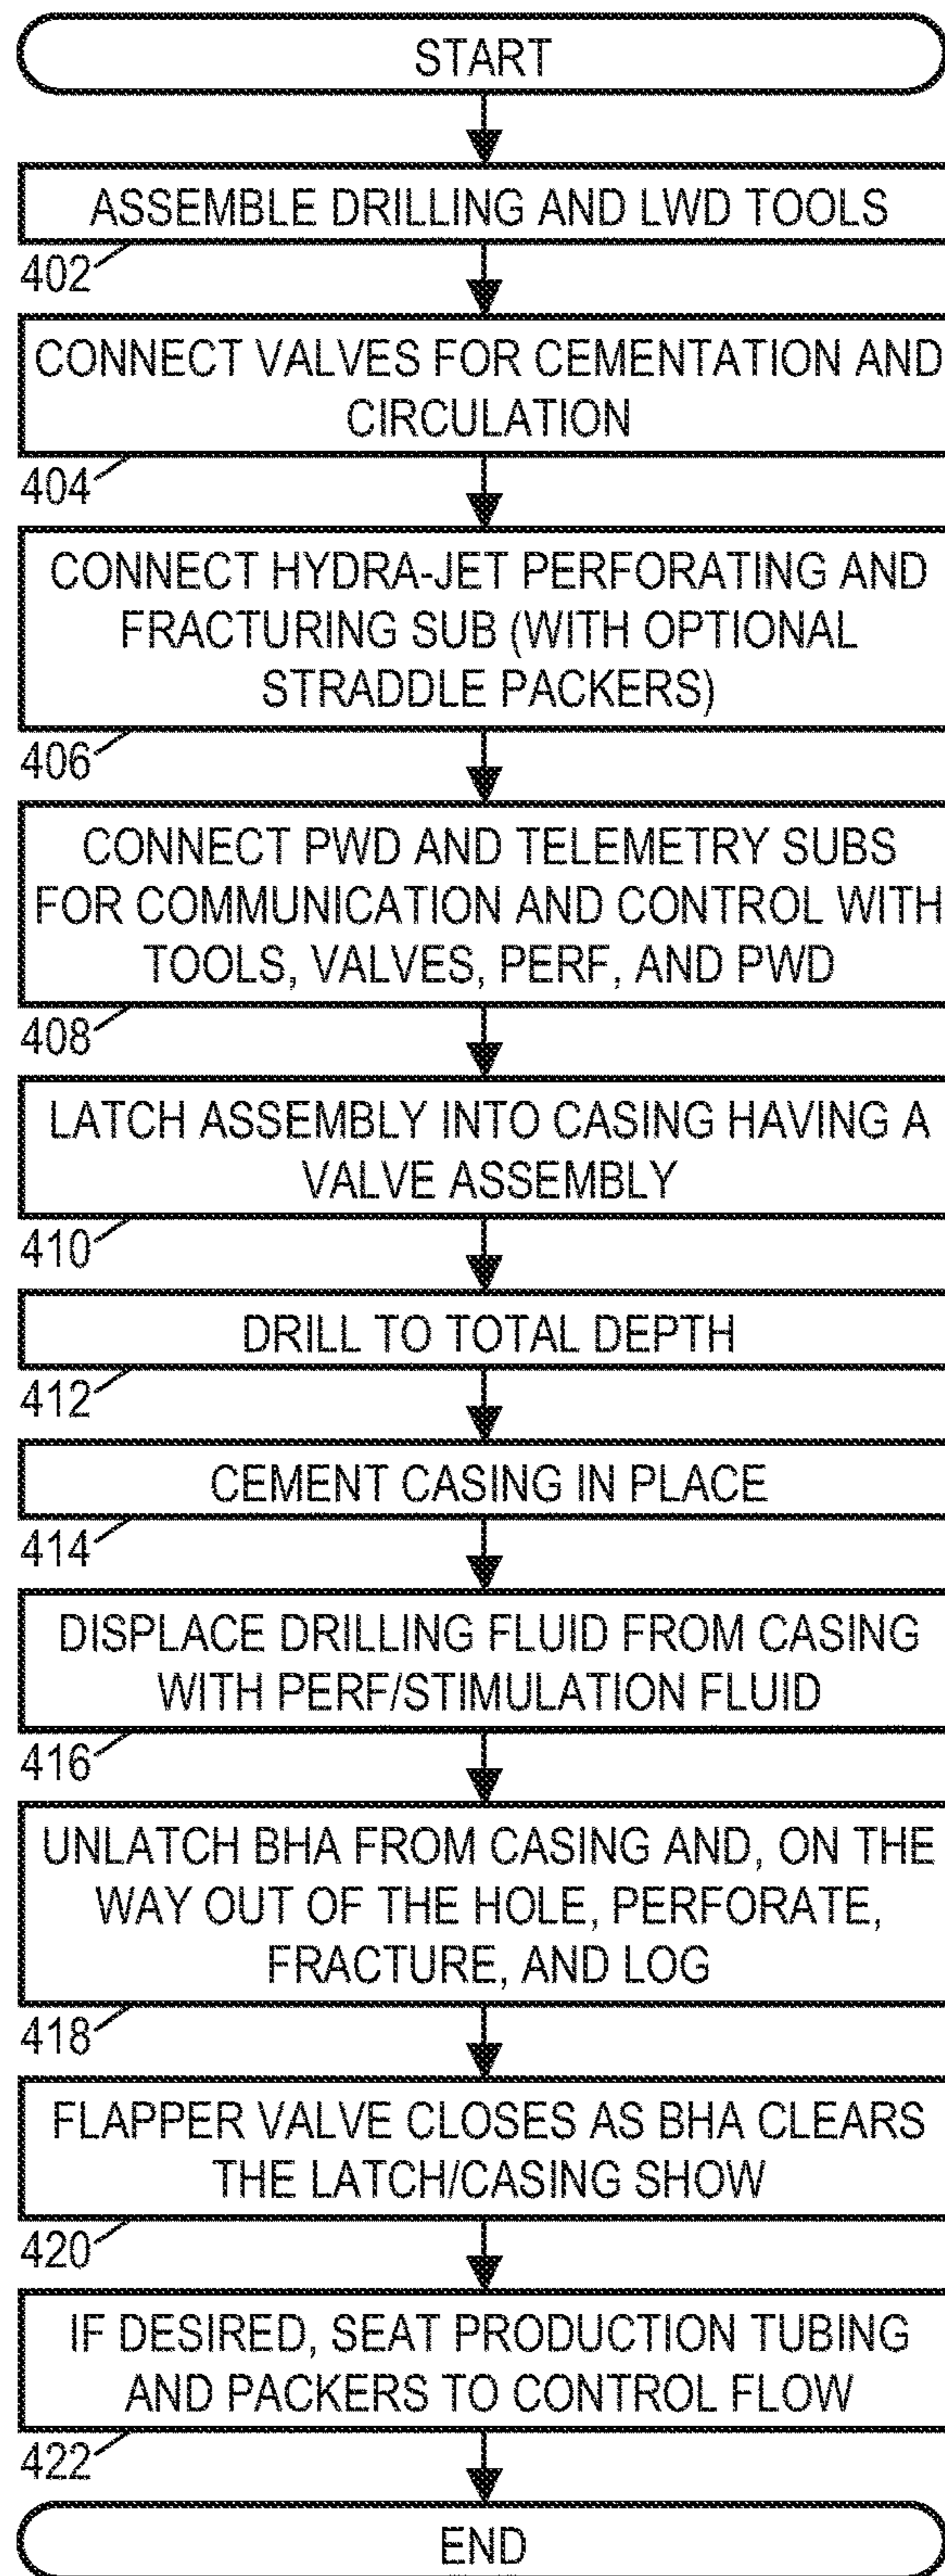 START
ASSEMBLE DRILLING AND LWD TOOLS
402
CONNECT VALVES FOR CEMENTATION AND
CIRCULATION
404
CONNECT HYDRA-JET PERFORATING AND
FRACTURING SUB (WITH OPTIONAL
STRADDLE PACKERS)
406
CONNECT PWD AND TELEMETRY SUBS
FOR COMMUNICATION AND CONTROL WITH
TOOLS, VALVES, PERF, AND PWD
408
LATCH ASSEMBLY INTO CASING HAVING A
VALVE ASSEMBLY
410
DRILL TO TOTAL DEPTH
412
CEMENT CASING IN PLACE
414
DISPLACE DRILLING FLUID FROM CASING
WITH PERF/STIMULATION FLUID
416
UNLATCH BHA FROM CASING AND, ON THE
WAY OUT OF THE HOLE, PERFORATE,
FRACTURE, AND LOG
418
FLAPPER VALVE CLOSES AS BHA CLEARS
THE LATCH/CASING SHOW
420
IF DESIRED, SEAT PRODUCTION TUBING
AND PACKERS TO CONTROL FLOW
422
END